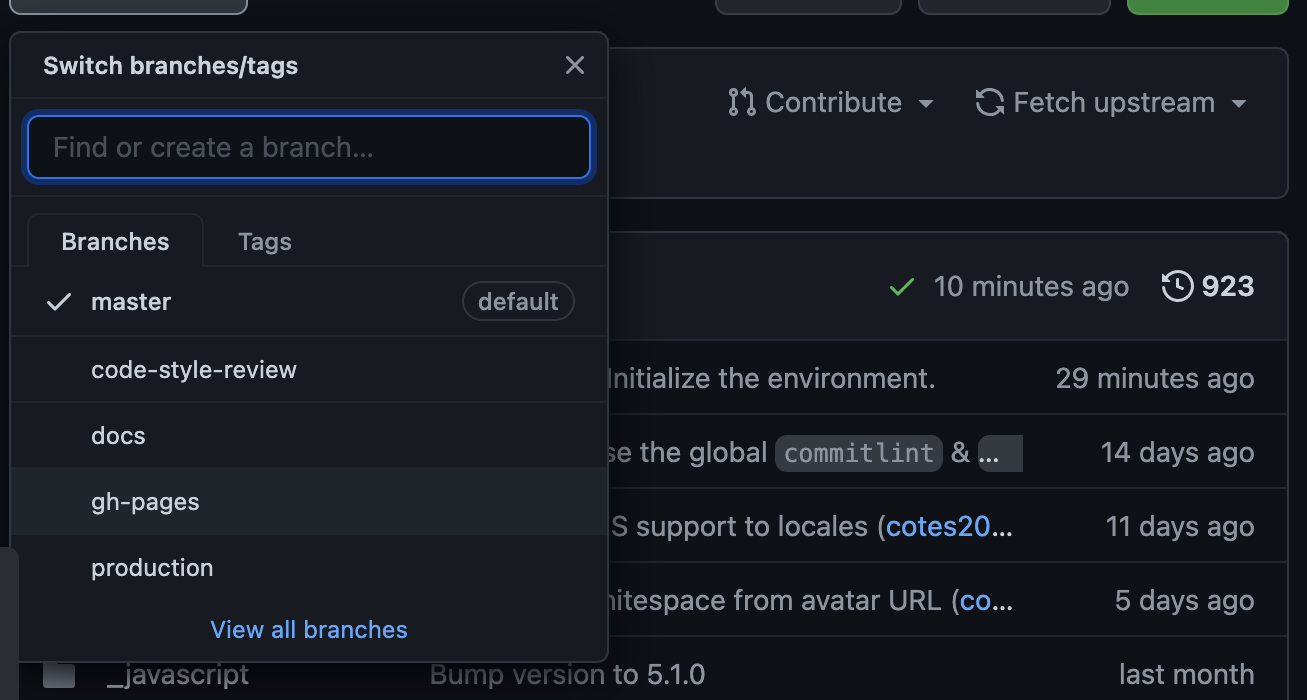 Switch branches/tags
Find or create a branch...
Branches
Tags
master
default
code-style-review
docs
gh-pages
production
View all branches
Contribute
Fetch upstream
10 minutes ago
923
Initialize the environment.
29 minutes ago
se the global commitlint & ...
14 days ago
S support to locales (cotes20...
11 days ago
hitespace from avatar URL (co...
5 days ago
_javascript
Bump version to 5.1.0
last month